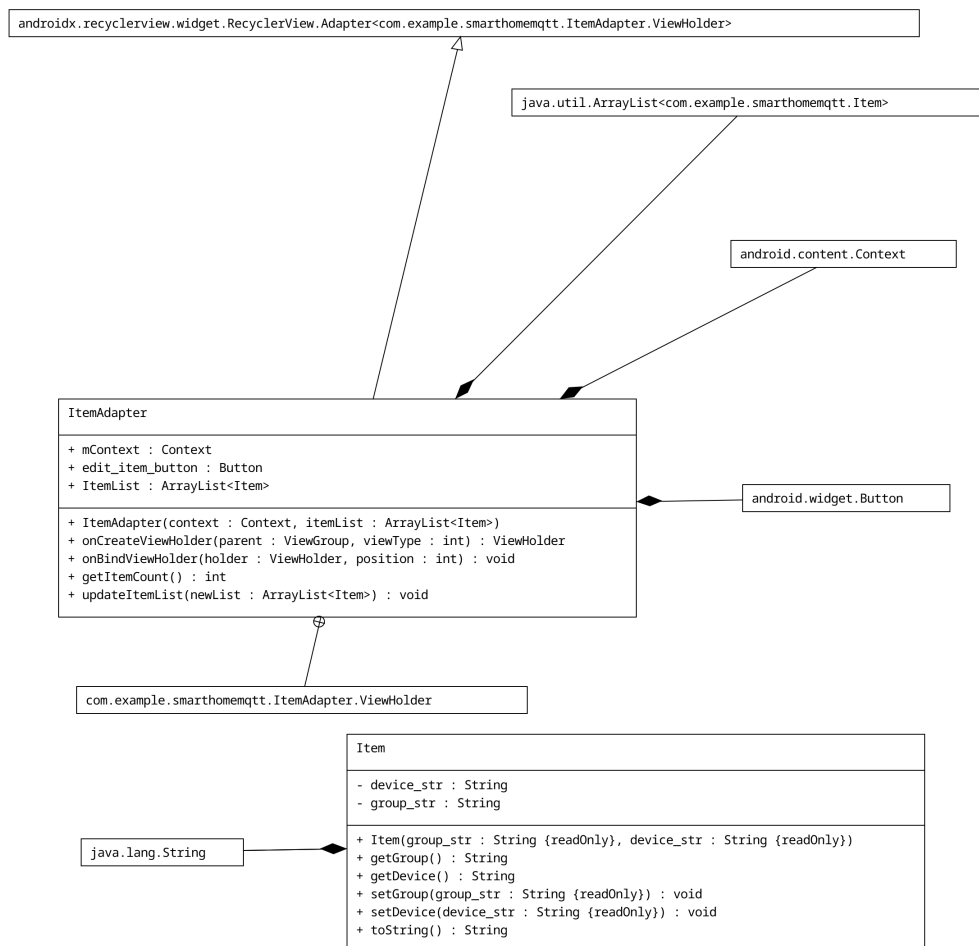 androidx.recyclerview.widget.RecyclerView.Adapter<com.example.smarthomemqtt.ItemAdapter.ViewHolder>
java.util.ArrayList<com.example.smarthomemqtt.Item>
android.content.Context
ItemAdapter
+ mContext : Context
+ edit_item_button : Button
+ ItemList : ArrayList<Item>
+ ItemAdapter(context : Context, itemList : ArrayList<Item>)
+ onCreateViewHolder(parent : ViewGroup, viewType : int) : ViewHolder
+ onBindViewHolder(holder : ViewHolder, position : int) : void
+ getItemCount() : int
+ updateItemList(newList : ArrayList<Item>) : void
android.widget.Button
com.example.smarthomemqtt.ItemAdapter.ViewHolder
Item
- device_str : String
- group_str : String
+ Item(group_str : String {readOnly}, device_str : String {readOnly})
+ getGroup() : String
+ getDevice() : String
+ setGroup(group_str : String {readOnly}) : void
+ setDevice(device_str : String {readOnly}) : void
+ toString() : String
java.lang.String